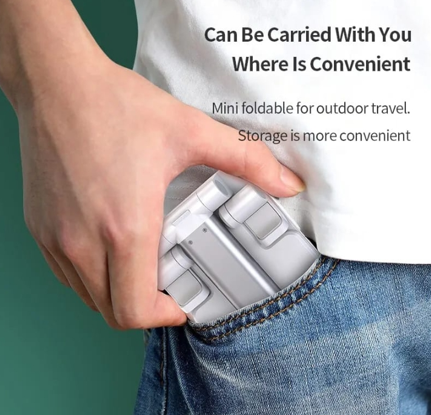 Can Be Carried With You
Where Is Convenient
Mini foldable for outdoor travel.
Storage is more convenient